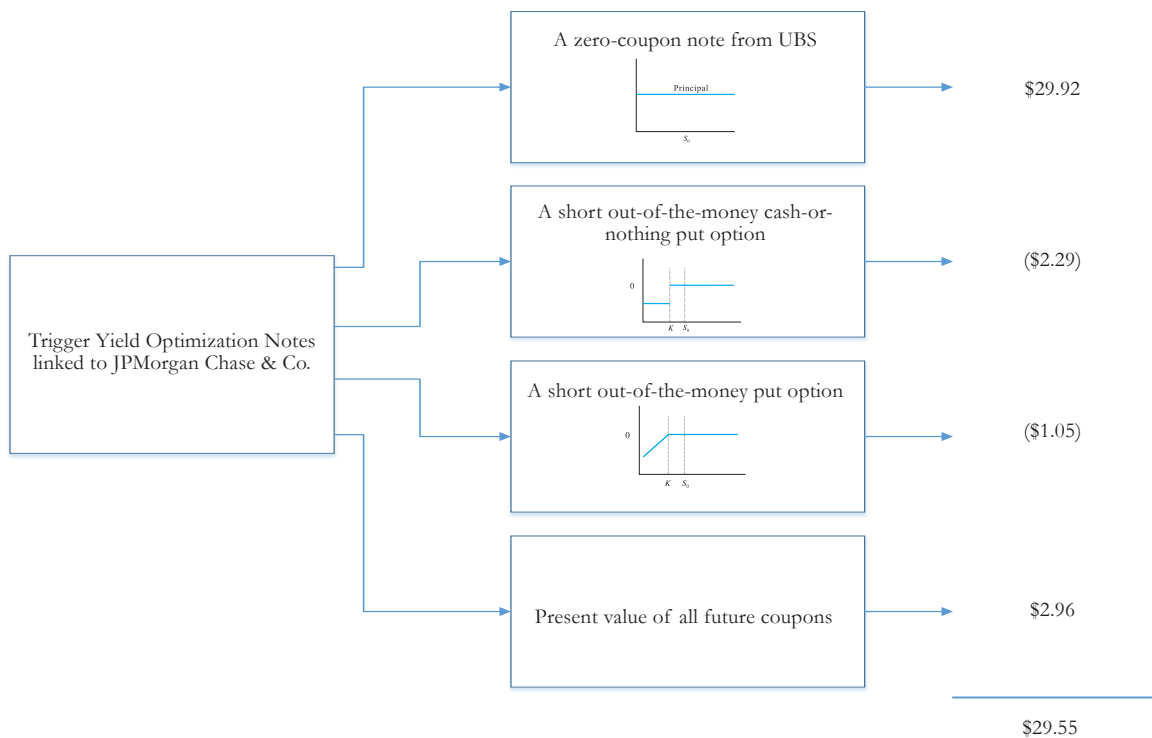 A zero-coupon note from UBS
Principal
S₀
$29.92
A short out-of-the-money cash-or-
nothing put option
0
K
S₀
($2.29)
Trigger Yield Optimization Notes
linked to JPMorgan Chase & Co.
A short out-of-the-money put option
0
K
S₀
($1.05)
Present value of all future coupons
$2.96
$29.55